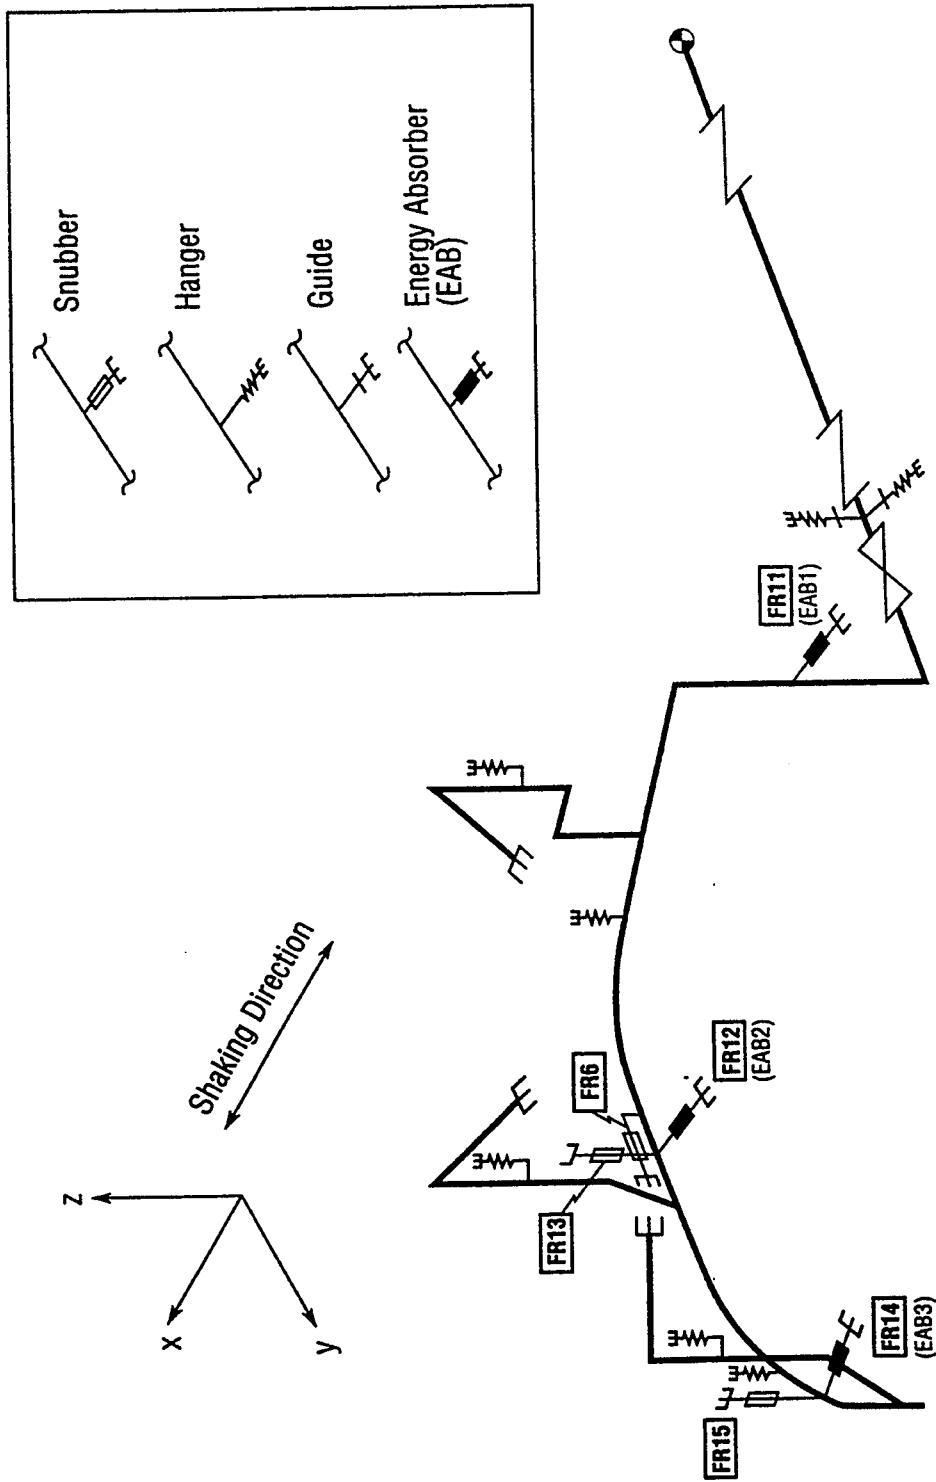 Snubber
Hanger
Guide
Energy Absorber
(EAB)
Shaking Direction
z
x
y
FR11
(EAB1)
FR6
FR12
(EAB2)
FR13
FR14
(EAB3)
FR15